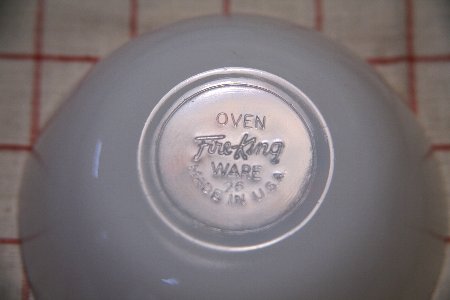 OVEN
Fire-King
WARE
26
MADE IN U.S.A.